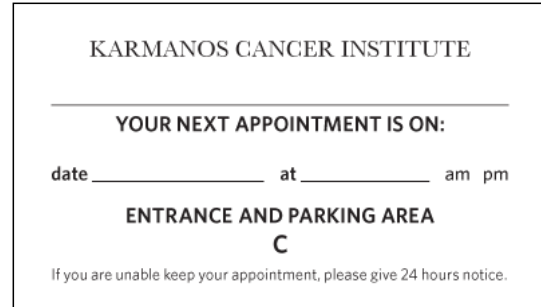 KARMANOS CANCER INSTITUTE
YOUR NEXT APPOINTMENT IS ON:
date at am pm
ENTRANCE AND PARKING AREA
C
If you are unable keep your appointment, please give 24 hours notice.